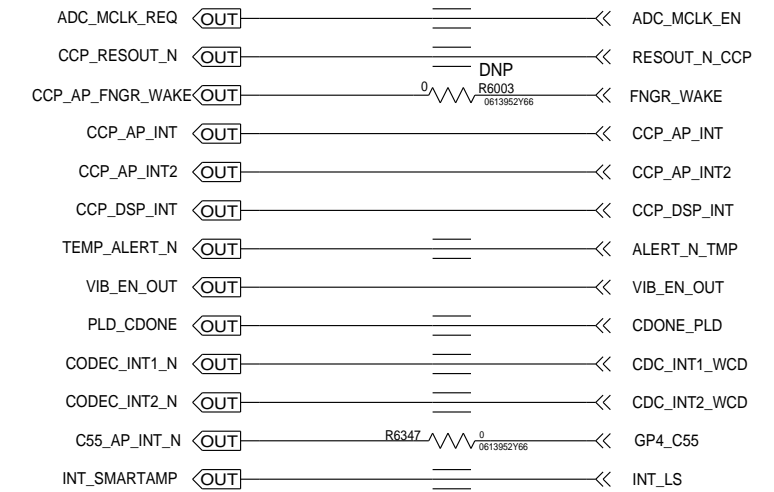 ADC_MCLK_REQ OUT ADC_MCLK_EN
CCP_RESOUT_N OUT RESOUT_N_CCP
DNP
CCP_AP_FNGR_WAKE OUT 0 R6003 FNGR_WAKE
0613952Y66
CCP_AP_INT OUT CCP_AP_INT
CCP_AP_INT2 OUT CCP_AP_INT2
CCP_DSP_INT OUT CCP_DSP_INT
TEMP_ALERT_N OUT ALERT_N_TMP
VIB_EN_OUT OUT VIB_EN_OUT
PLD_CDONE OUT CDONE_PLD
CODEC_INT1_N OUT CDC_INT1_WCD
CODEC_INT2_N OUT CDC_INT2_WCD
C55_AP_INT_N OUT R6347 0 GP4_C55
0613952Y66
INT_SMARTAMP OUT INT_LS